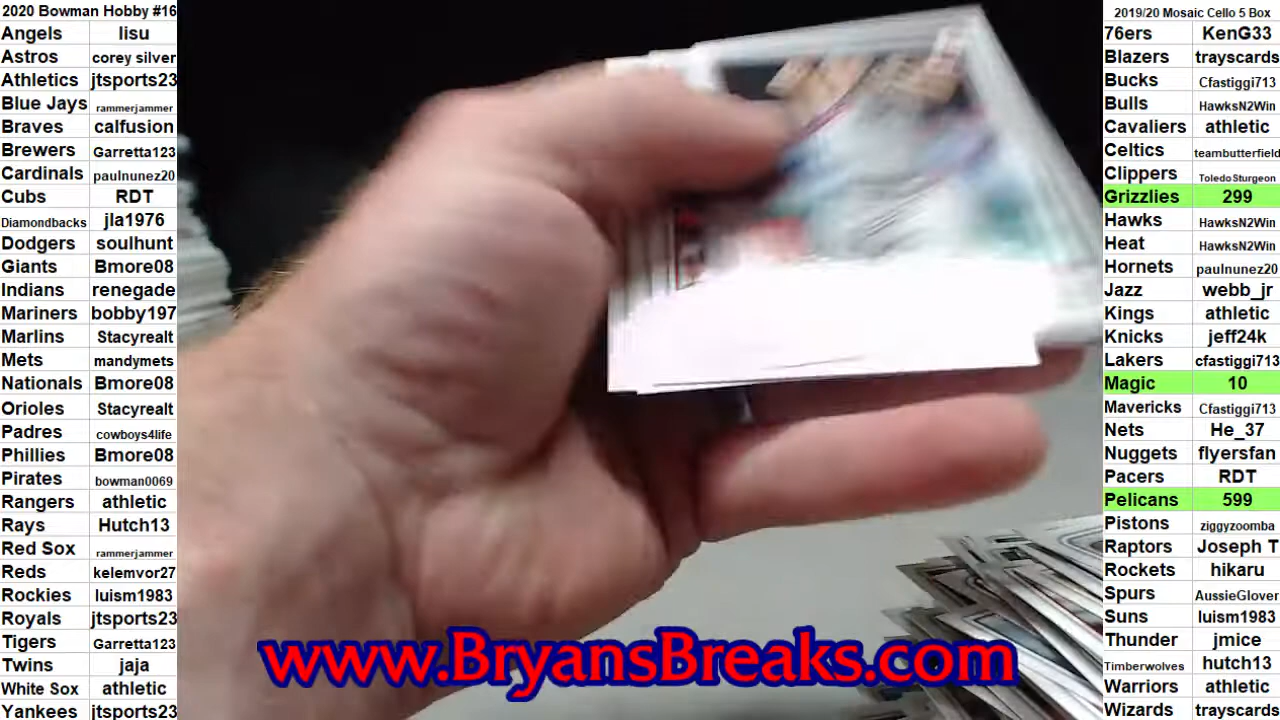 2020 Bowman Hobby #16
Angels lisu
Astros corey silver
Athletics jtsports23
Blue Jays rammerjammer
Braves calfusion
Brewers Garretta123
Cardinals paulnunez20
Cubs RDT
Diamondbacks jla1976
Dodgers soulhunt
Giants Bmore08
Indians renegade
Mariners bobby197
Marlins Stacyrealt
Mets mandymets
Nationals Bmore08
Orioles Stacyrealt
Padres cowboys4life
Phillies Bmore08
Pirates bowman0069
Rangers athletic
Rays Hutch13
Red Sox rammerjammer
Reds kelemvor27
Rockies luism1983
Royals jtsports23
Tigers Garretta123
Twins jaja
White Sox athletic
Yankees jtsports23
www.BryansBreaks.com
2019/20 Mosaic Cello 5 Box
76ers KenG33
Blazers trayscards
Bucks Cfastiggi713
Bulls HawksN2Win
Cavaliers athletic
Celtics teambutterfield
Clippers ToledoSturgeon
Grizzlies 299
Hawks HawksN2Win
Heat HawksN2Win
Hornets paulnunez20
Jazz webb_jr
Kings athletic
Knicks jeff24k
Lakers cfastiggi713
Magic 10
Mavericks Cfastiggi713
Nets He_37
Nuggets flyersfan
Pacers RDT
Pelicans 599
Pistons ziggyzoomba
Raptors Joseph T
Rockets hikaru
Spurs AussieGlover
Suns luism1983
Thunder jmice
Timberwolves hutch13
Warriors athletic
Wizards trayscards